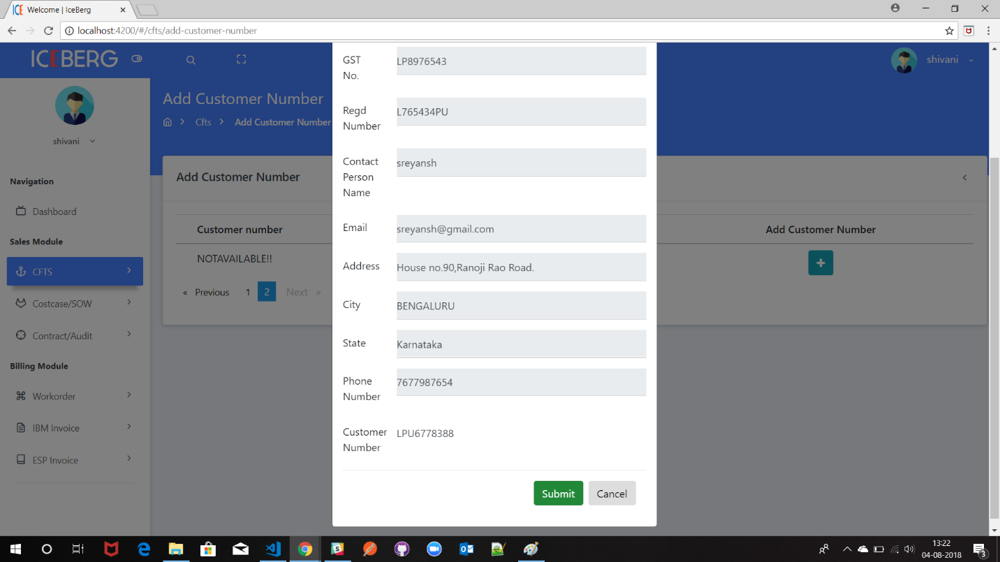 ICE Welcome | IceBerg
localhost:4200/#/cfts/add-customer-number
ICEBERG
shivani
shivani
Navigation
Dashboard
Sales Module
CFTS
Costcase/SOW
Contract/Audit
Billing Module
Workorder
IBM Invoice
ESP Invoice
Add Customer Number
Cfts
Add Customer Number
Add Customer Number
Customer number
Add Customer Number
NOTAVAILABLE!!
+
« Previous 1 2 Next »
GST
No.
LP8976543
Regd
Number
L765434PU
Contact
Person
Name
sreyansh
Email
sreyansh@gmail.com
Address
House no.90,Ranoji Rao Road.
City
BENGALURU
State
Karnataka
Phone
Number
7677987654
Customer
Number
LPU6778388
Submit Cancel
13:22
04-08-2018
3